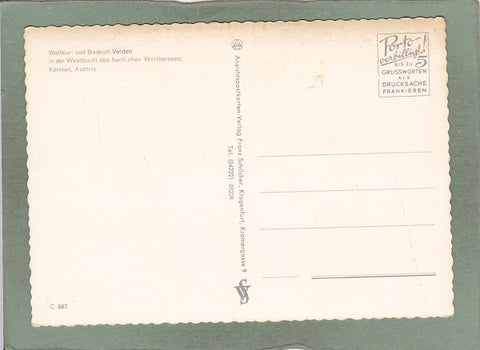 Weltkur- und Badeort Velden
in der Westbucht des herrlichen Wörthersees,
Kärnten, Austria
Ansichtspostkarten-Verlag Franz Schilcher, Klagenfurt, Kramergasse 9
Tel. (04222) 85226
Porto
verbilligt!
BIS ZU 5
GRUSSWORTEN
ALS
DRUCKSACHE
FRANKIEREN
C 667